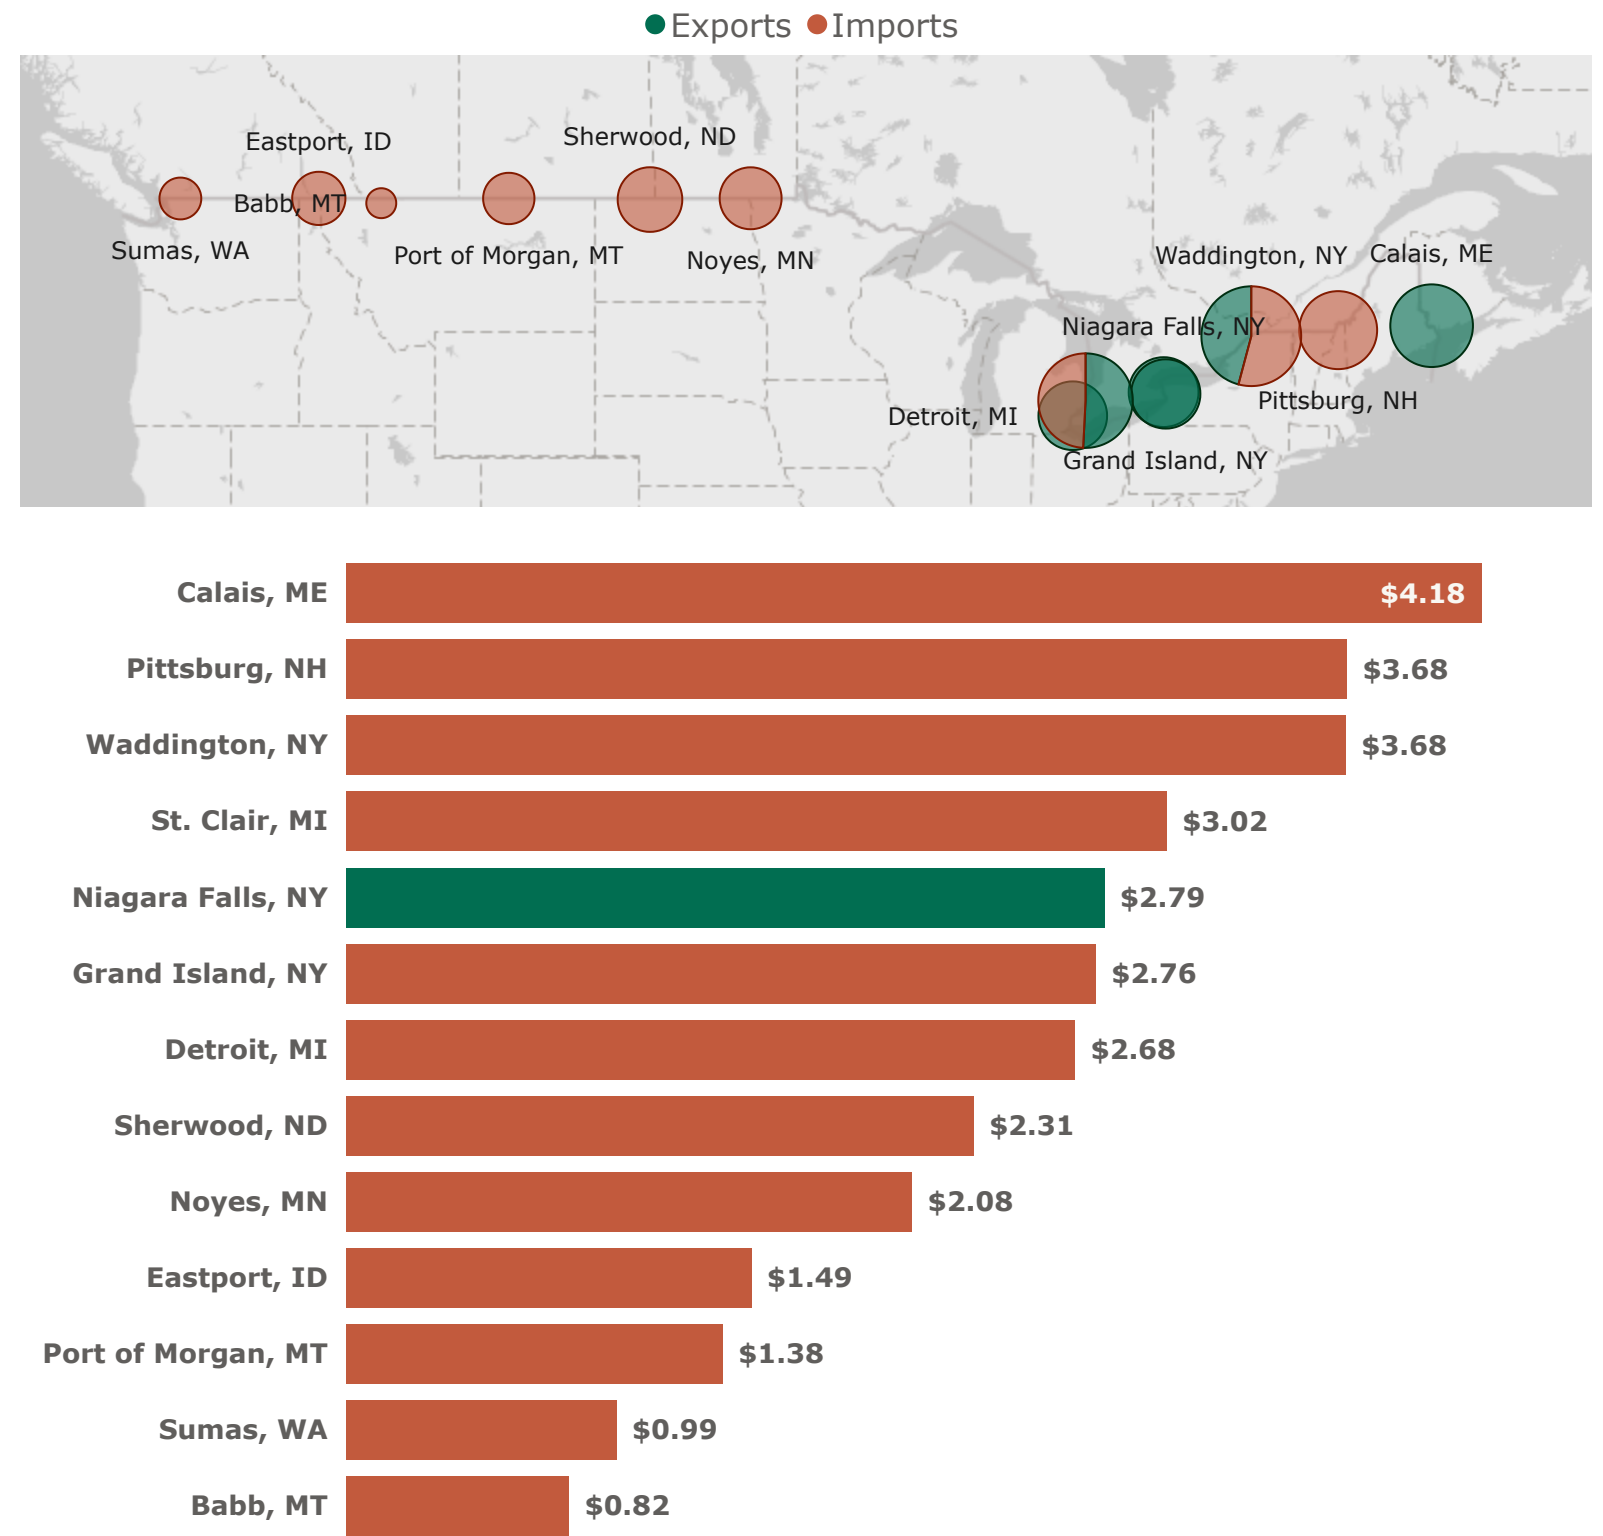 Exports Imports
Eastport, ID
Sherwood, ND
Babb, MT
Sumas, WA
Port of Morgan, MT
Noyes, MN
Waddington, NY
Calais, ME
Niagara Falls, NY
Pittsburg, NH
Detroit, MI
Grand Island, NY
Calais, ME $4.18
Pittsburg, NH $3.68
Waddington, NY $3.68
St. Clair, MI $3.02
Niagara Falls, NY $2.79
Grand Island, NY $2.76
Detroit, MI $2.68
Sherwood, ND $2.31
Noyes, MN $2.08
Eastport, ID $1.49
Port of Morgan, MT $1.38
Sumas, WA $0.99
Babb, MT $0.82